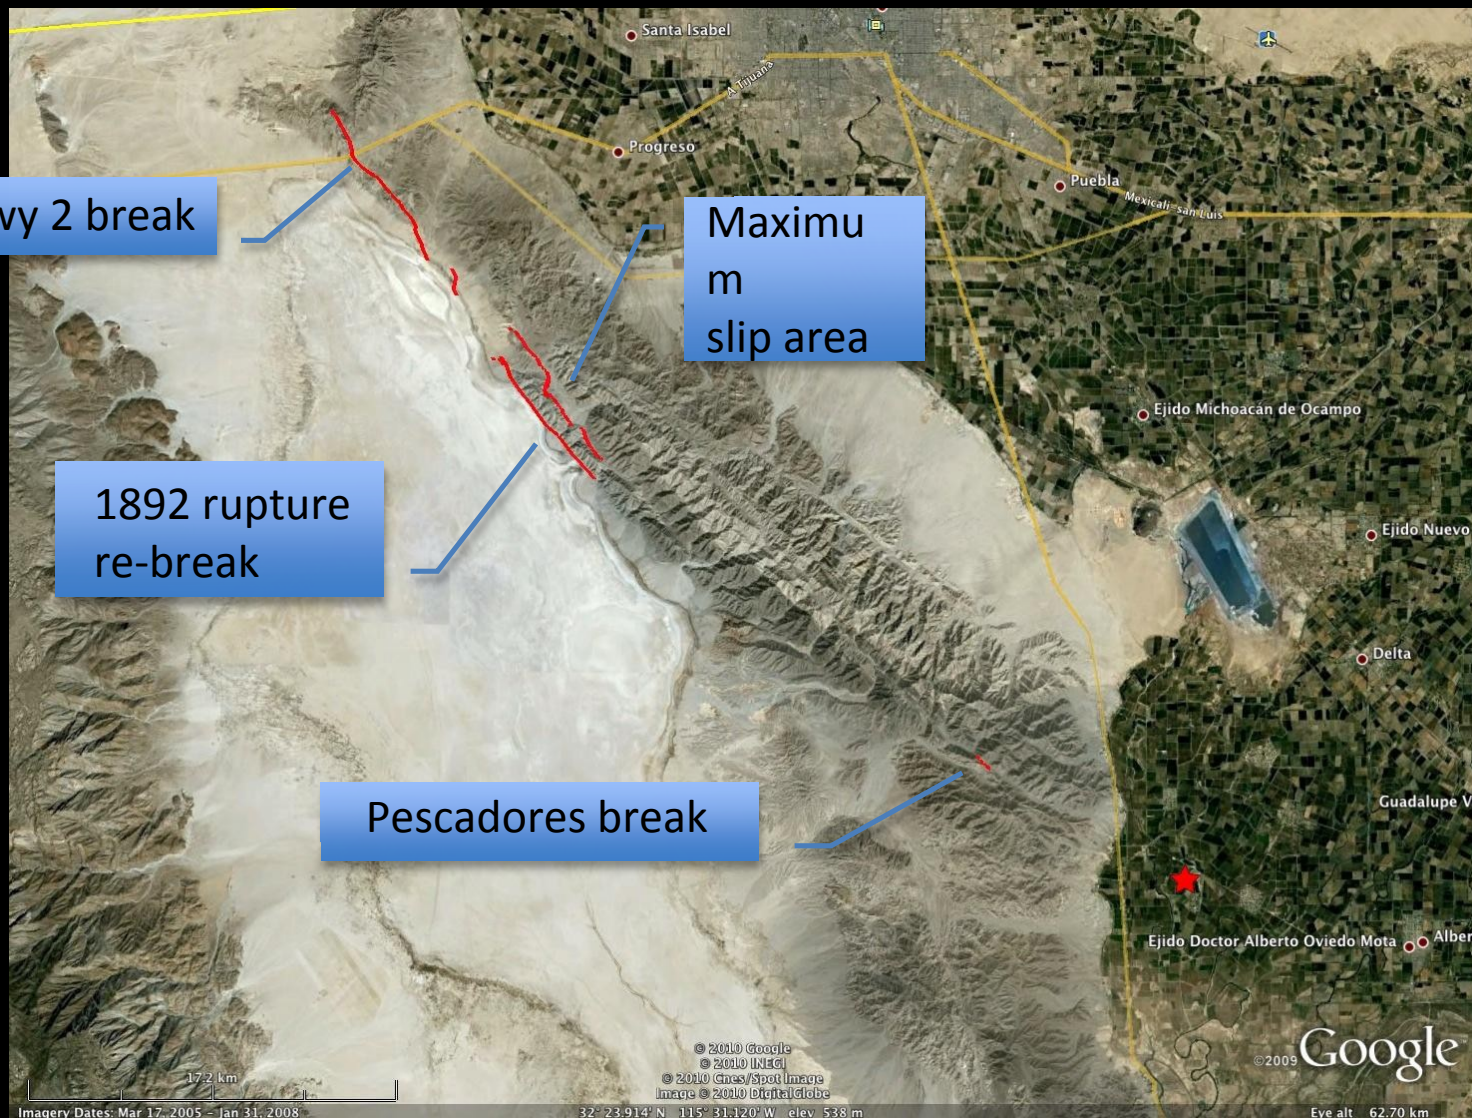 Santa Isabel
A Tijuana
Progreso
Puebla
Mexicali-san Luis
wy 2 break
Maximu
m
slip area
Ejido Michoacán de Ocampo
1892 rupture
re-break
Ejido Nuevo
Delta
Pescadores break
Guadalupe V
Ejido Doctor Alberto Oviedo Mota
Alber
© 2010 Google
© 2010 INEGI
© 2010 Cnes/Spot Image
Image © 2010 DigitalGlobe
©2009 Google
17.2 km
Imagery Dates: Mar 17, 2005 - Jan 31, 2008
32° 23.914' N 115° 31.120' W elev 538 m
Eye alt 62.70 km